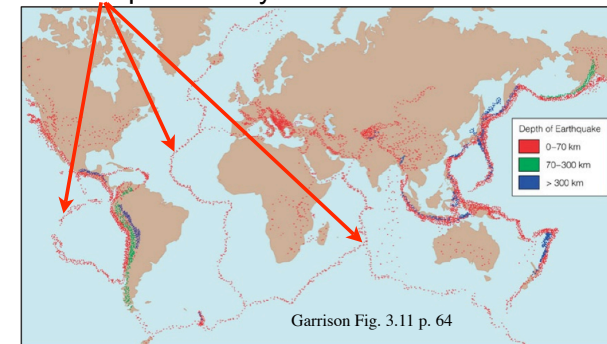 Depth of Earthquake
0–70 km
70–300 km
> 300 km
Garrison Fig. 3.11 p. 64